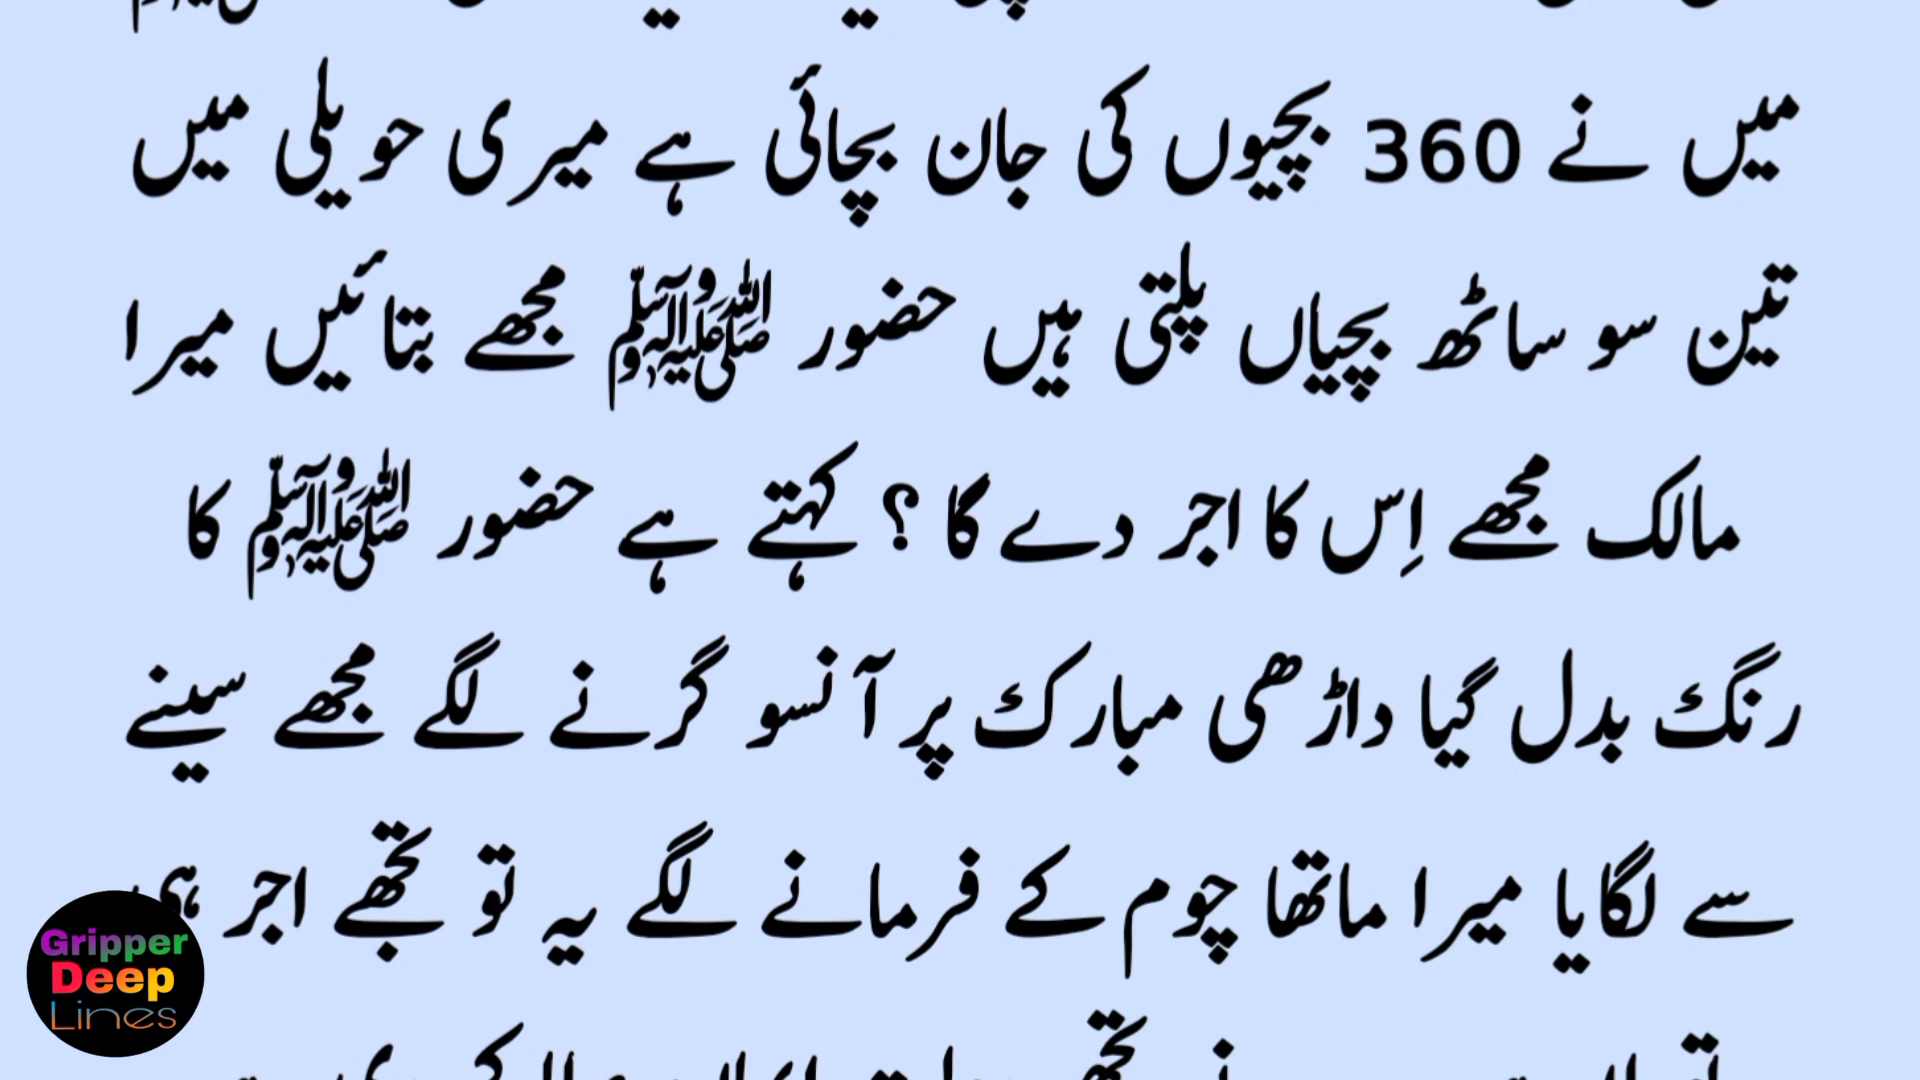 میں نے 360 بچیوں کی جان بچائی ہے میری حویلی میں
تین سو ساٹھ بچیاں پلتی ہیں حضور ﷺ مجھے بتائیں میرا
مالک مجھے اِس کا اجر دے گا ؟ کہتے ہے حضور ﷺ کا
رنگ بدل گیا داڑھی مبارک پر آنسو گرنے لگے مجھے سینے
سے لگایا میرا ماتھا چوم کے فرمانے لگے یہ تو تجھے اجر ہی
Gripper
Deep
Lines